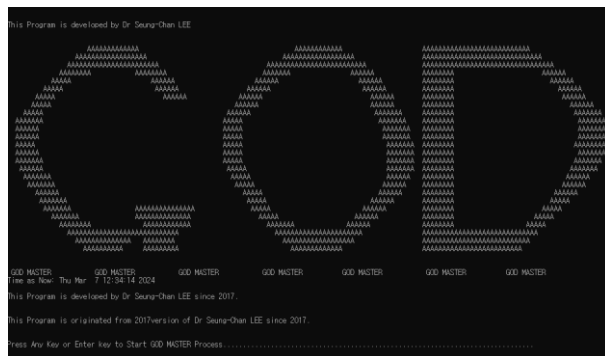 This Program is developed by Dr Seung-Chan LEE
GOD
GOD MASTER GOD MASTER GOD MASTER GOD MASTER GOD MASTER GOD MASTER GOD MASTER
Time as Now: Thu Mar 7 12:34:14 2024
This Program is developed by Dr Seung-Chan LEE since 2017.
This Program is originated from 2017version of Dr Seung-Chan LEE since 2017.
Press Any Key or Enter key to Start GOD MASTER Process..............................................................................